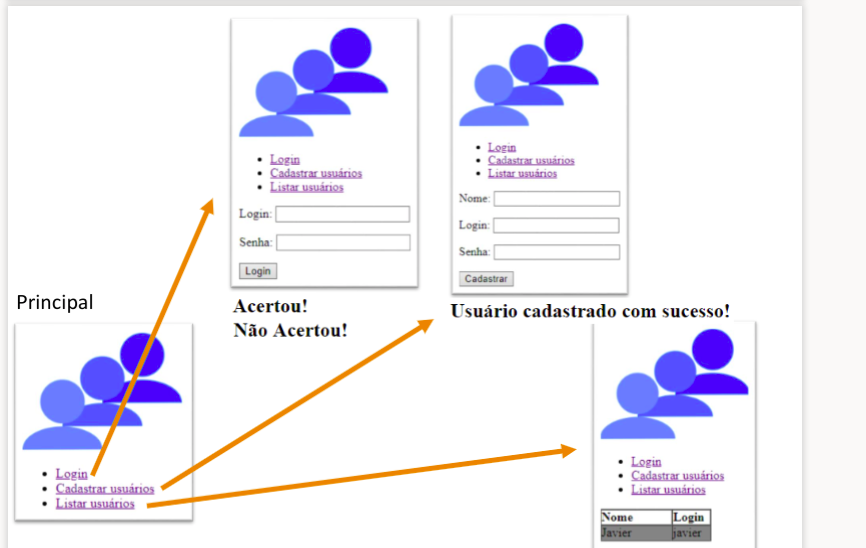 Login
Cadastrar usuários
Listar usuários
Login:
Senha:
Login
Acertou!
Não Acertou!
Login
Cadastrar usuários
Listar usuários
Nome:
Login:
Senha:
Cadastrar
Usuário cadastrado com sucesso!
Principal
Login
Cadastrar usuários
Listar usuários
Login
Cadastrar usuários
Listar usuários
Nome Login
Javier javier